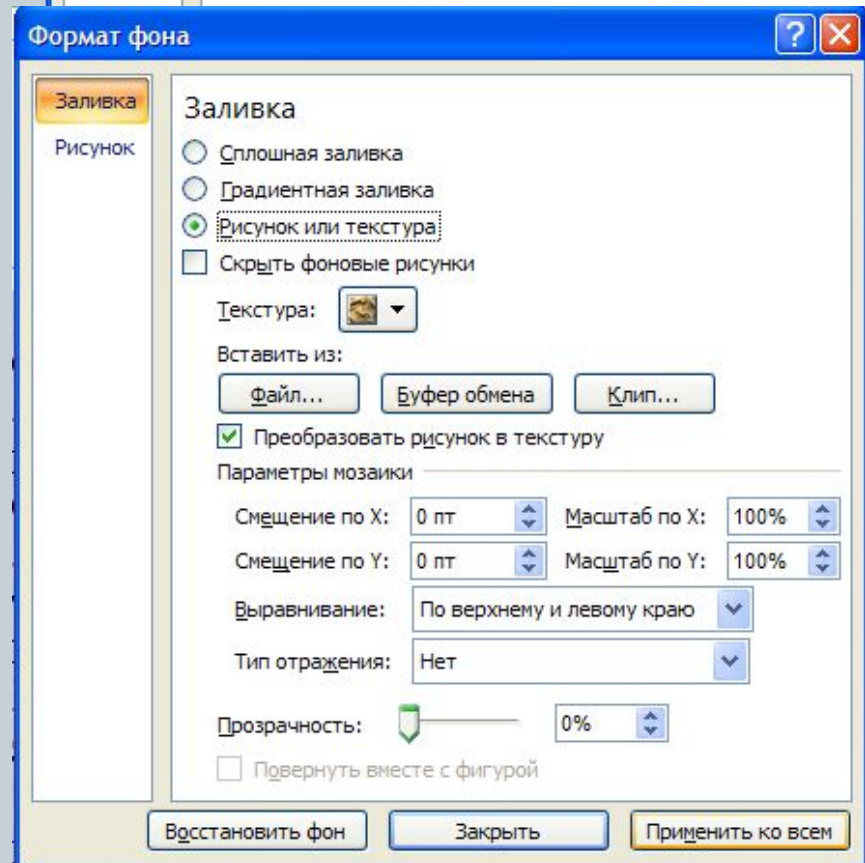 Формат фона
Заливка
Рисунок
Заливка
Сплошная заливка
Градиентная заливка
Рисунок или текстура
Скрыть фоновые рисунки
Текстура:
Вставить из:
Файл... Буфер обмена Клип...
Преобразовать рисунок в текстуру
Параметры мозаики
Смещение по X: 0 пт Масштаб по X: 100%
Смещение по Y: 0 пт Масштаб по Y: 100%
Выравнивание: По верхнему и левому краю
Тип отражения: Нет
Прозрачность: 0%
Повернуть вместе с фигурой
Восстановить фон Закрыть Применить ко всем